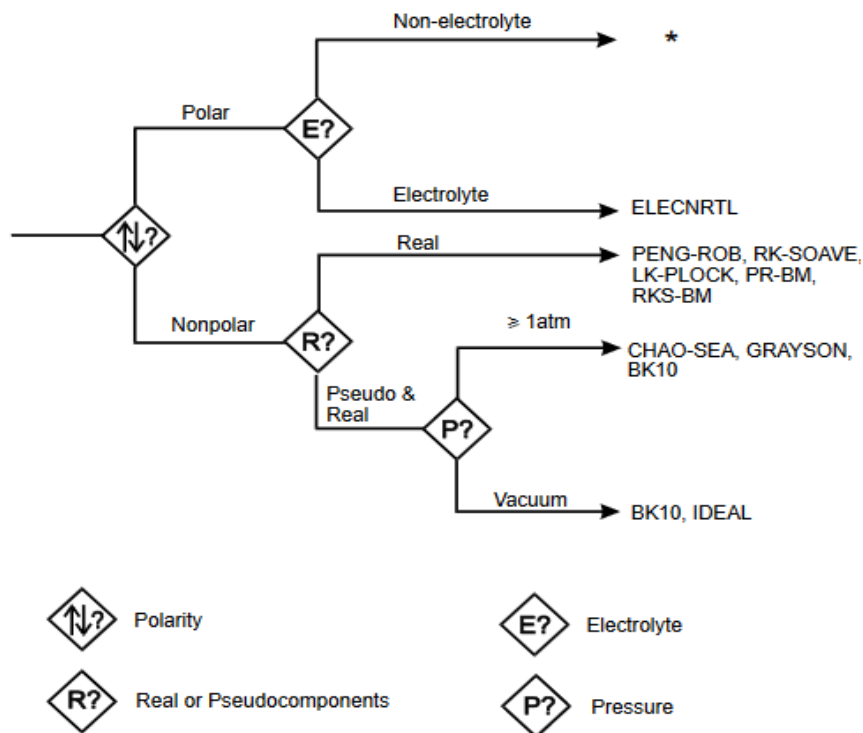 Non-electrolyte
*
Polar
E?
Electrolyte
ELECNRTL
⇅?
Real
PENG-ROB, RK-SOAVE,
LK-PLOCK, PR-BM,
RKS-BM
Nonpolar
R?
⩾ 1atm
CHAO-SEA, GRAYSON,
BK10
Pseudo &
Real
P?
Vacuum
BK10, IDEAL
⇅? Polarity
E? Electrolyte
R? Real or Pseudocomponents
P? Pressure